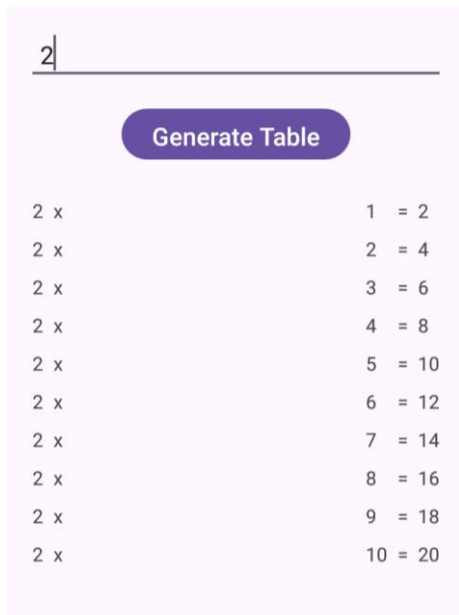 2
Generate Table
2 x 1 = 2
2 x 2 = 4
2 x 3 = 6
2 x 4 = 8
2 x 5 = 10
2 x 6 = 12
2 x 7 = 14
2 x 8 = 16
2 x 9 = 18
2 x 10 = 20